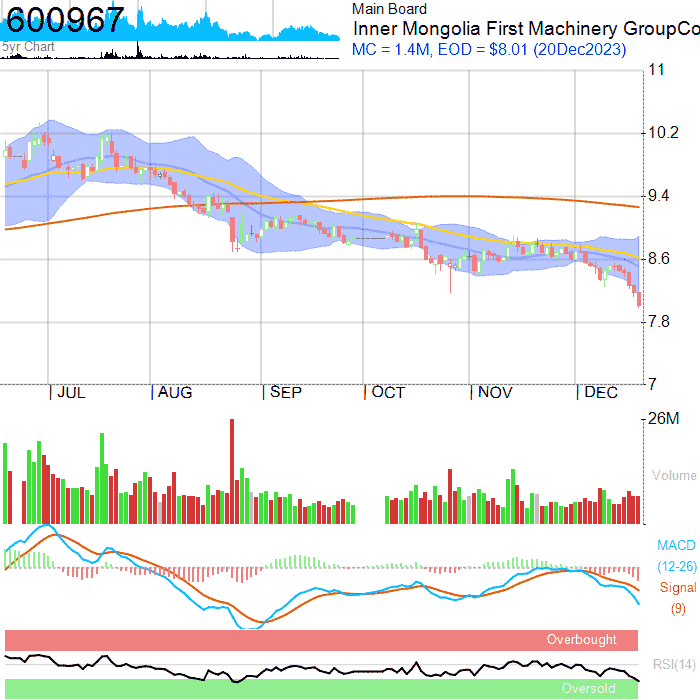 600967
5yr Chart
Main Board
Inner Mongolia First Machinery GroupCo
MC = 1.4M, EOD = $8.01 (20Dec2023)
11
10.2
9.4
8.6
7.8
7
JUL AUG SEP OCT NOV DEC
26M
Volume
MACD
(12-26)
Signal
(9)
Overbought
RSI(14)
Oversold